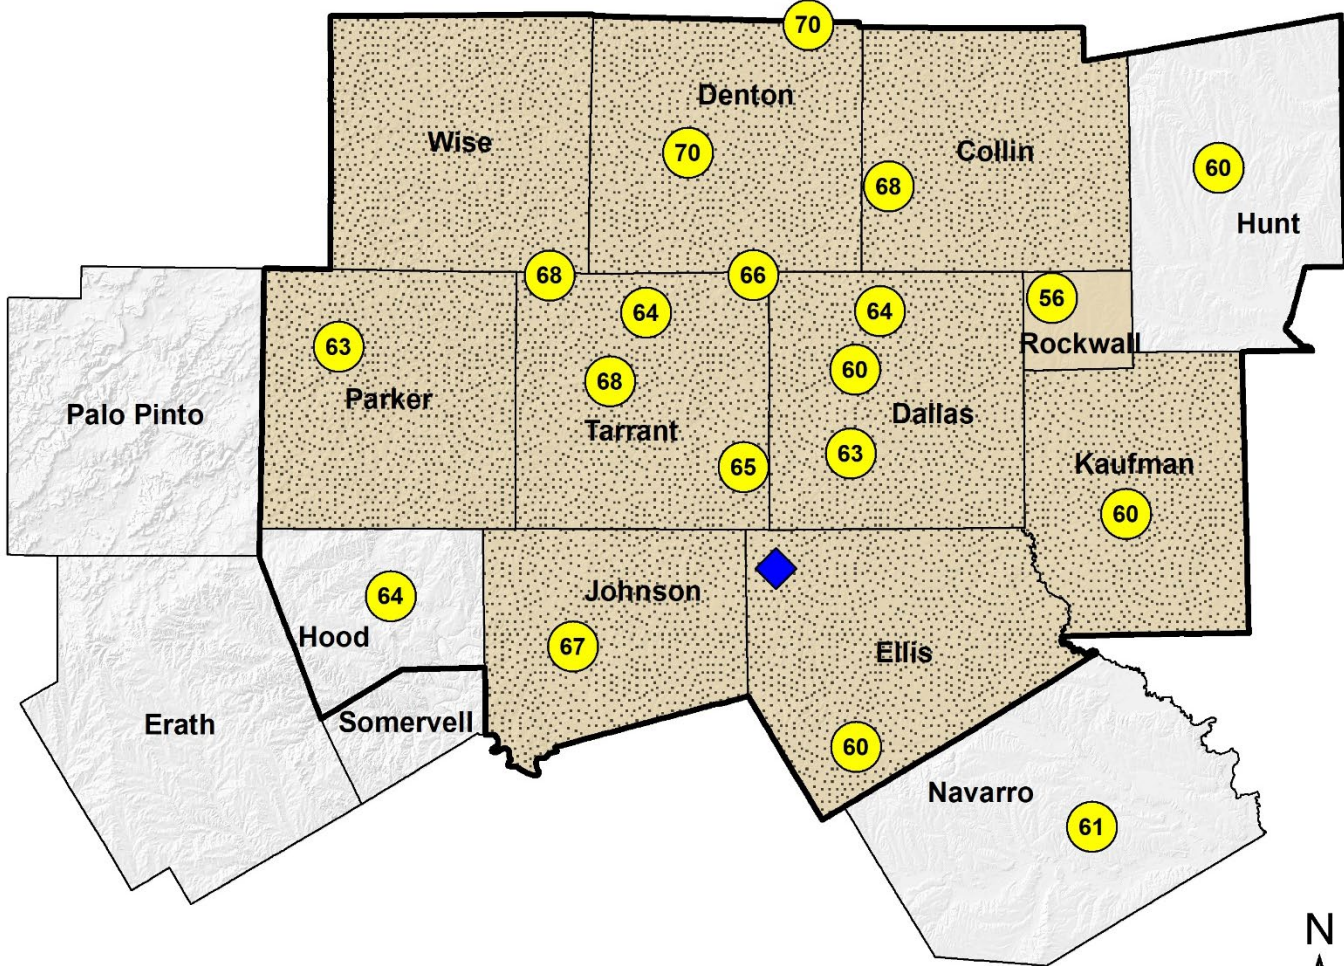 70
Denton
Wise
70
Collin
68
60
Hunt
68
66
64
64
56
Rockwall
63
60
68
Parker
Palo Pinto
Tarrant
Dallas
65
63
Kaufman
60
Johnson
64
Hood
67
Ellis
Erath
Somervell
60
Navarro
61
N